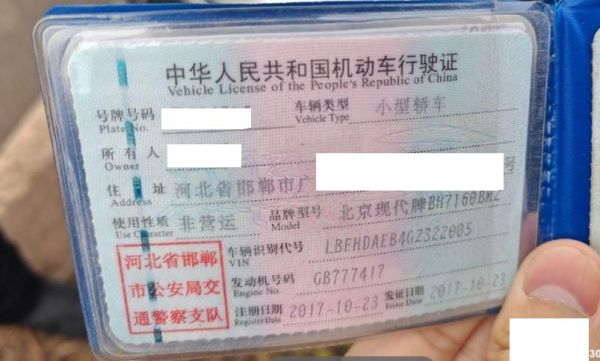 中华人民共和国机动车行驶证
Vehicle License of the People's Republic of China
号牌号码
Plate No.
车辆类型 小型轿车
Vehicle Type
所有人
Owner
住址 河北省邯郸市广 号
Address
使用性质 非营运
Use Character
品牌型号 北京现代牌BH7160BMZ
Model
河北省邯郸
市公安局交
通警察支队
车辆识别代号 LBEHDAEB4G2322005
VIN
发动机号码 GB777417
Engine No.
注册日期 2017-10-23
Register Date
发证日期 2017-10-23
Issue Date
30